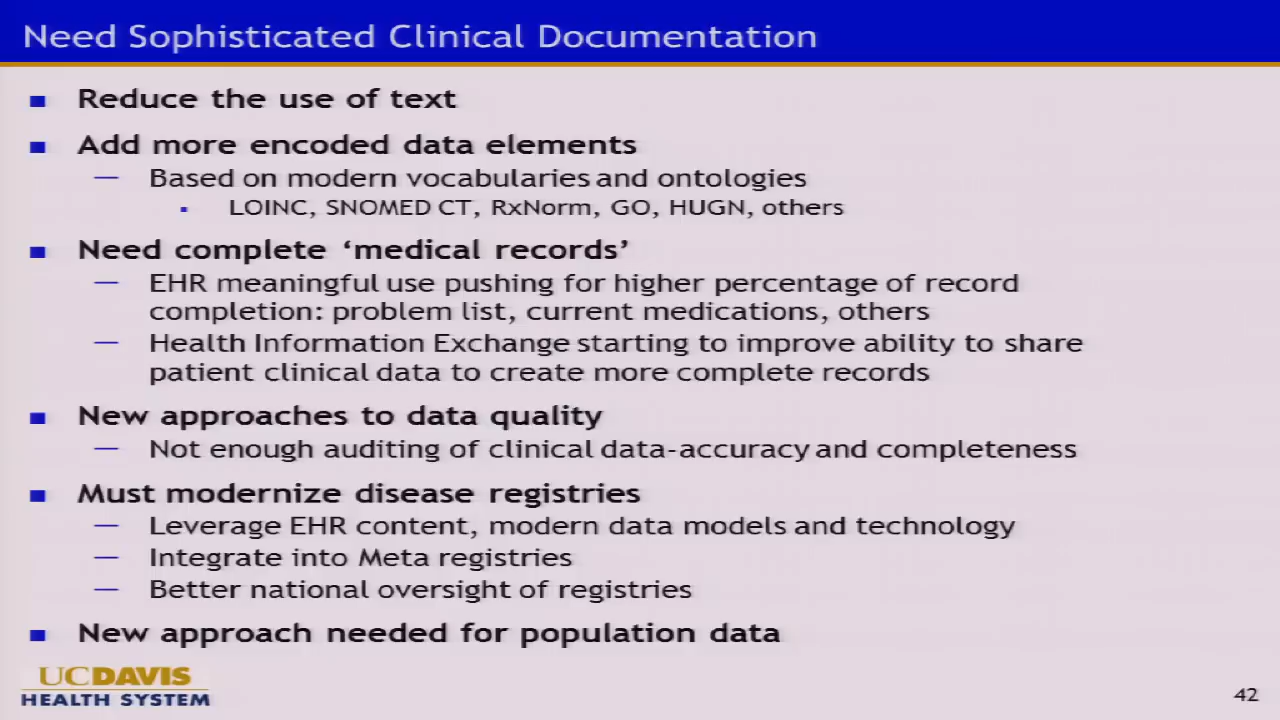 Need Sophisticated Clinical Documentation
Reduce the use of text
Add more encoded data elements
— Based on modern vocabularies and ontologies
LOINC, SNOMED CT, RxNorm, GO, HUGN, others
Need complete ‘medical records’
— EHR meaningful use pushing for higher percentage of record
completion: problem list, current medications, others
— Health Information Exchange starting to improve ability to share
patient clinical data to create more complete records
New approaches to data quality
— Not enough auditing of clinical data-accuracy and completeness
Must modernize disease registries
— Leverage EHR content, modern data models and technology
— Integrate into Meta registries
— Better national oversight of registries
New approach needed for population data
UCDAVIS
HEALTH SYSTEM
42